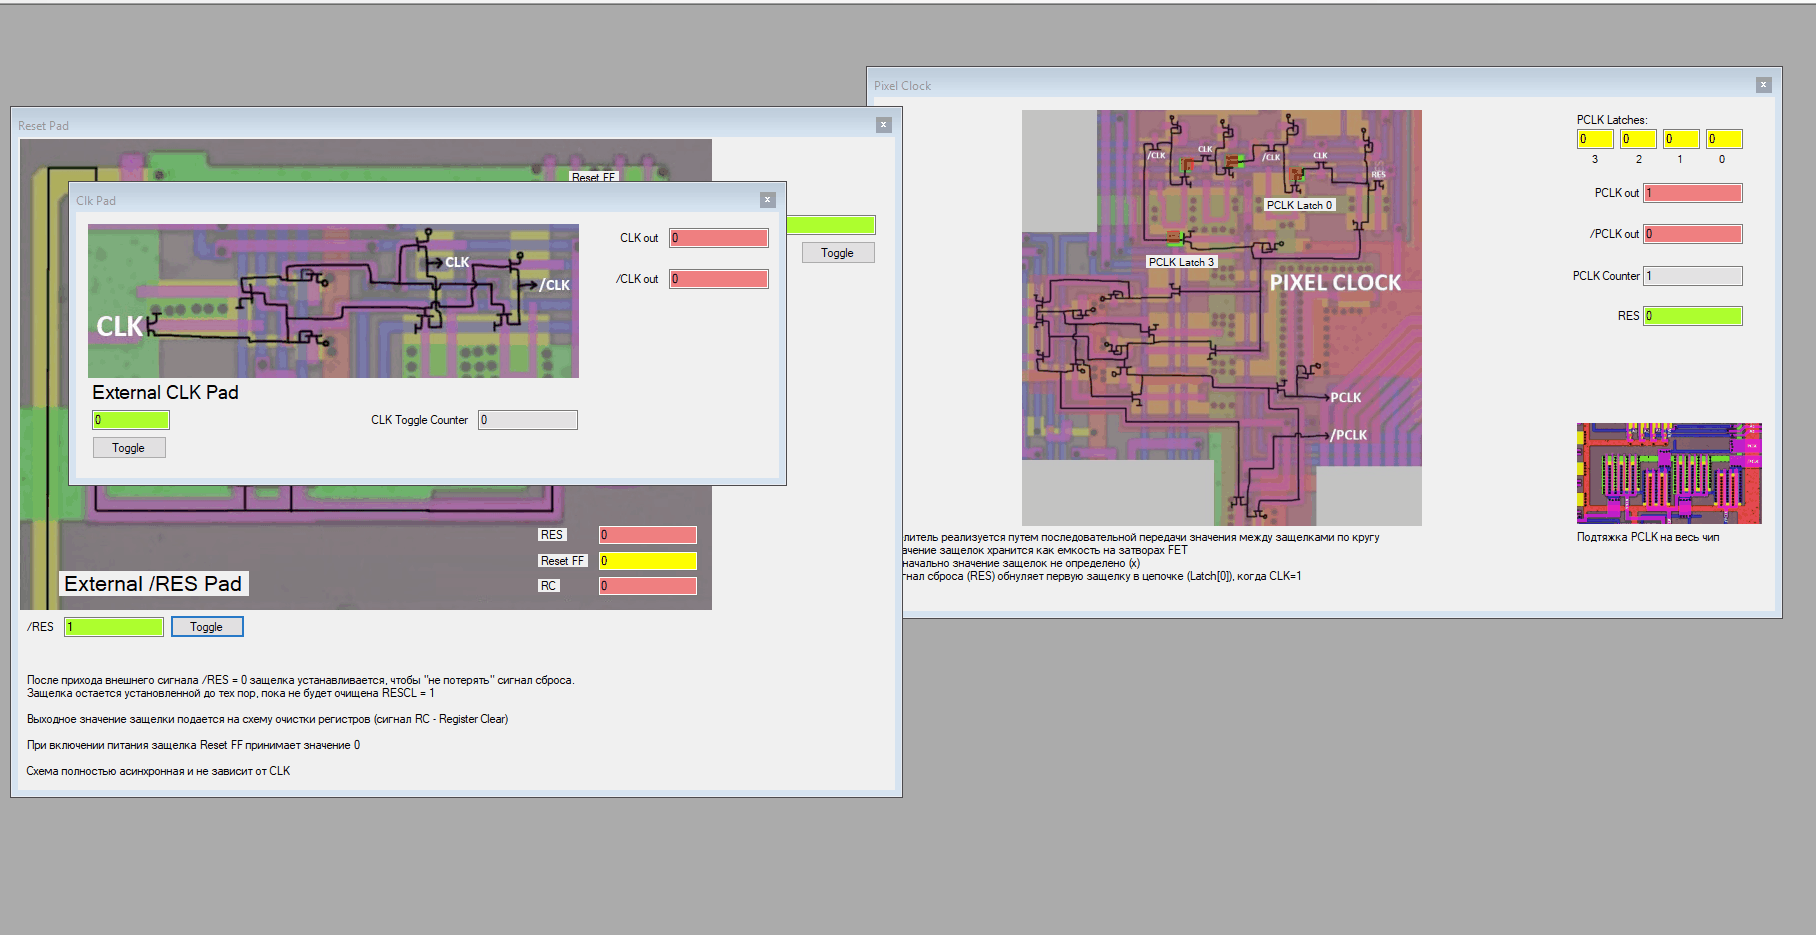 Pixel Clock
x
PCLK Latches:
0 0 0 0
3 2 1 0
PCLK out 1
/PCLK out 0
PCLK Counter 1
RES 0
/CLK
CLK
/CLK
CLK
RES
PCLK Latch 0
PCLK Latch 3
PIXEL CLOCK
PCLK
/PCLK
Подтяжка PCLK на весь чип
литель реализуется путем последовательной передачи значения между защелками по кругу
ачение защелок хранится как емкость на затворах FET
начально значение защелок не определено (x)
гнал сброса (RES) обнуляет первую защелку в цепочке (Latch[0]), когда CLK=1
Reset Pad
x
Reset FF
Toggle
Clk Pad
x
CLK
/CLK
CLK
CLK out 0
/CLK out 0
External CLK Pad
0
CLK Toggle Counter 0
Toggle
RES 0
Reset FF 0
RC 0
External /RES Pad
/RES 1 Toggle
После прихода внешнего сигнала /RES = 0 защелка устанавливается, чтобы "не потерять" сигнал сброса.
Защелка остается установленной до тех пор, пока не будет очищена RESCL = 1
Выходное значение защелки подается на схему очистки регистров (сигнал RC - Register Clear)
При включении питания защелка Reset FF принимает значение 0
Схема полностью асинхронная и не зависит от CLK